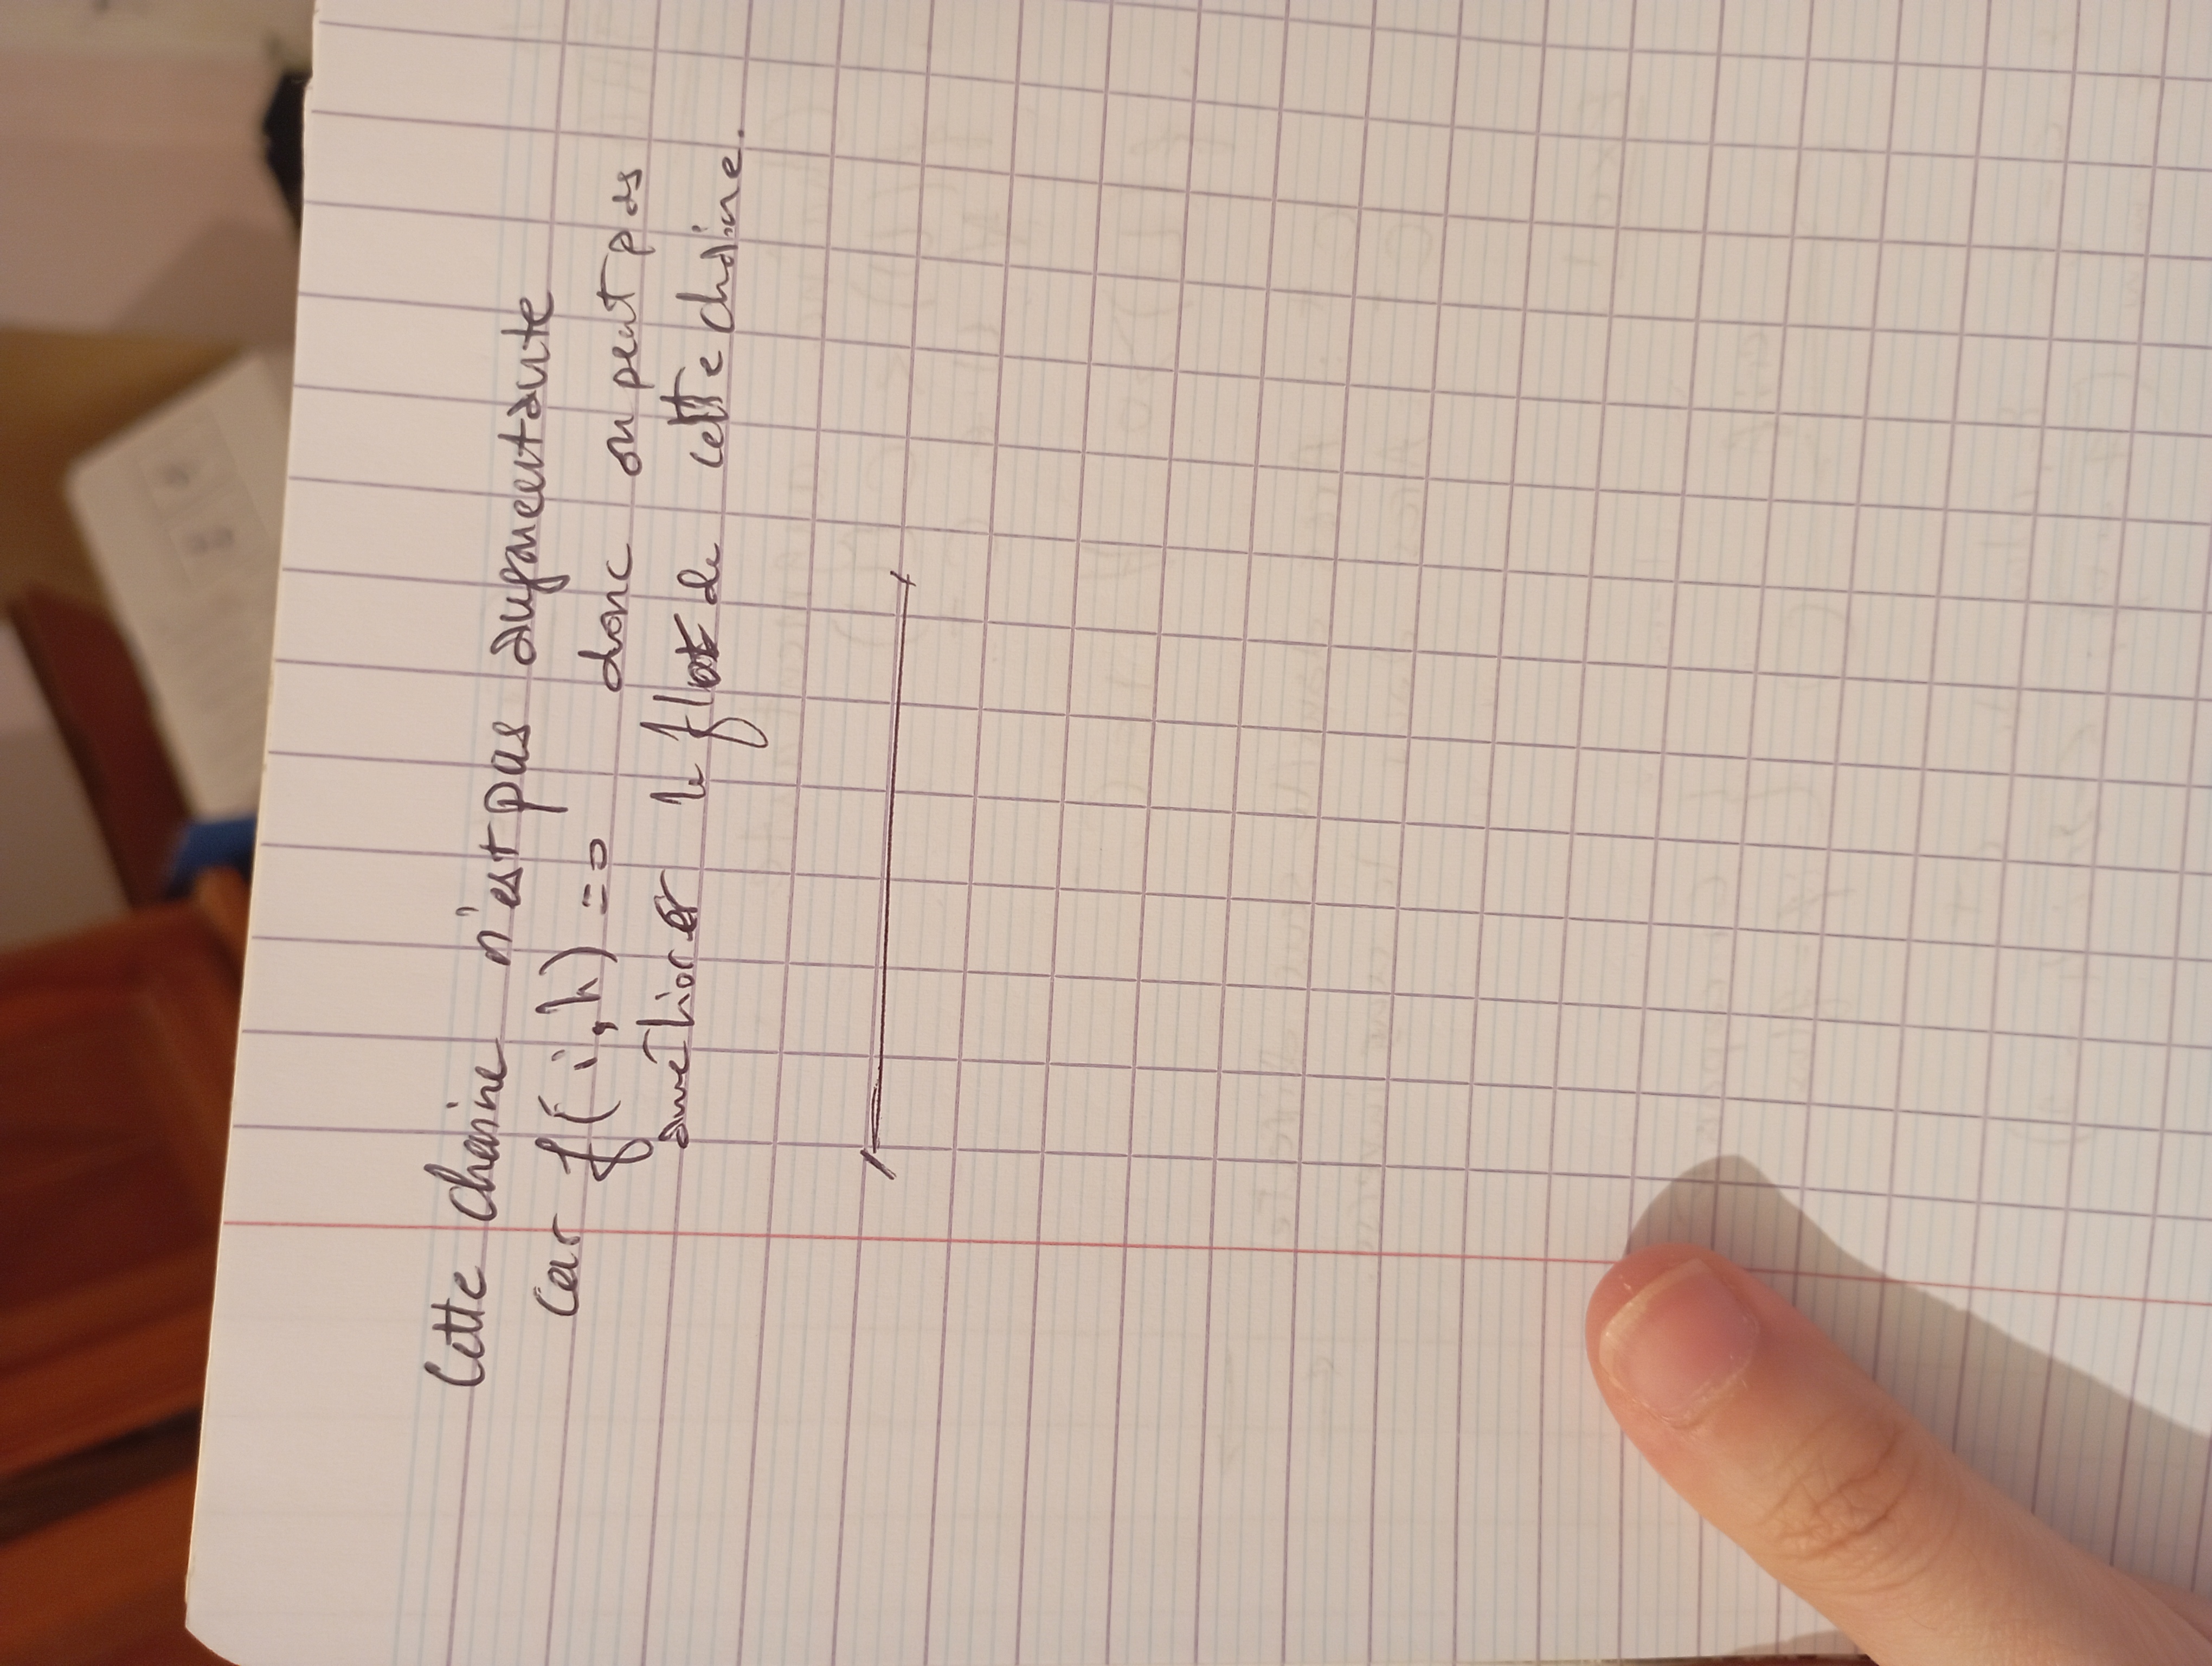 Cette chaine n'est pas augmentante
car f(i,h) = 0 donc on peut pas
améliorer le flot de cette chaine.